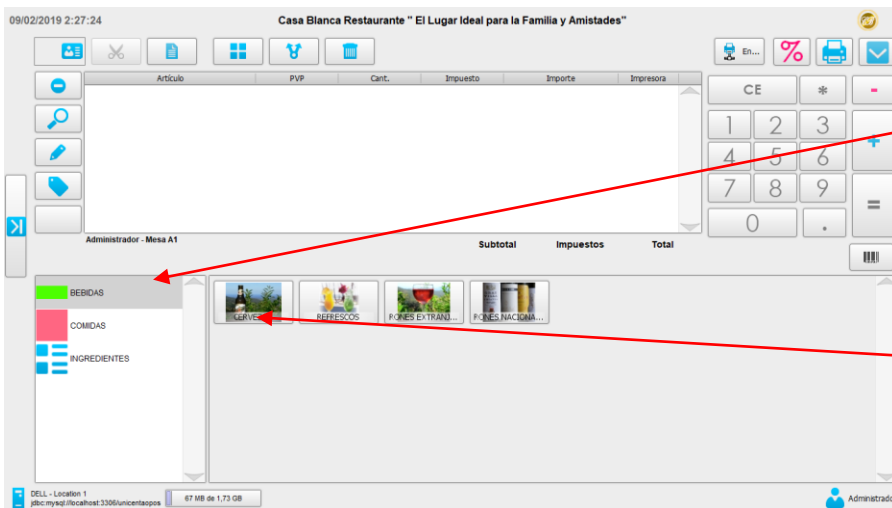 09/02/2019 2:27:24
Casa Blanca Restaurante " El Lugar Ideal para la Familia y Amistades"
En...
%
Artículo PVP Cant. Impuesto Importe Impresora
CE * -
1 2 3 +
4 5 6
7 8 9 =
0 .
Administrador - Mesa A1
Subtotal Impuestos Total
BEBIDAS
COMIDAS
INGREDIENTES
REFRESCOS
RONES EXTRANJ...
RONES NACIONA...
DELL - Location 1
jdbc:mysql://localhost:3306/unicentaopos
67 MB de 1,73 GB
Administrado